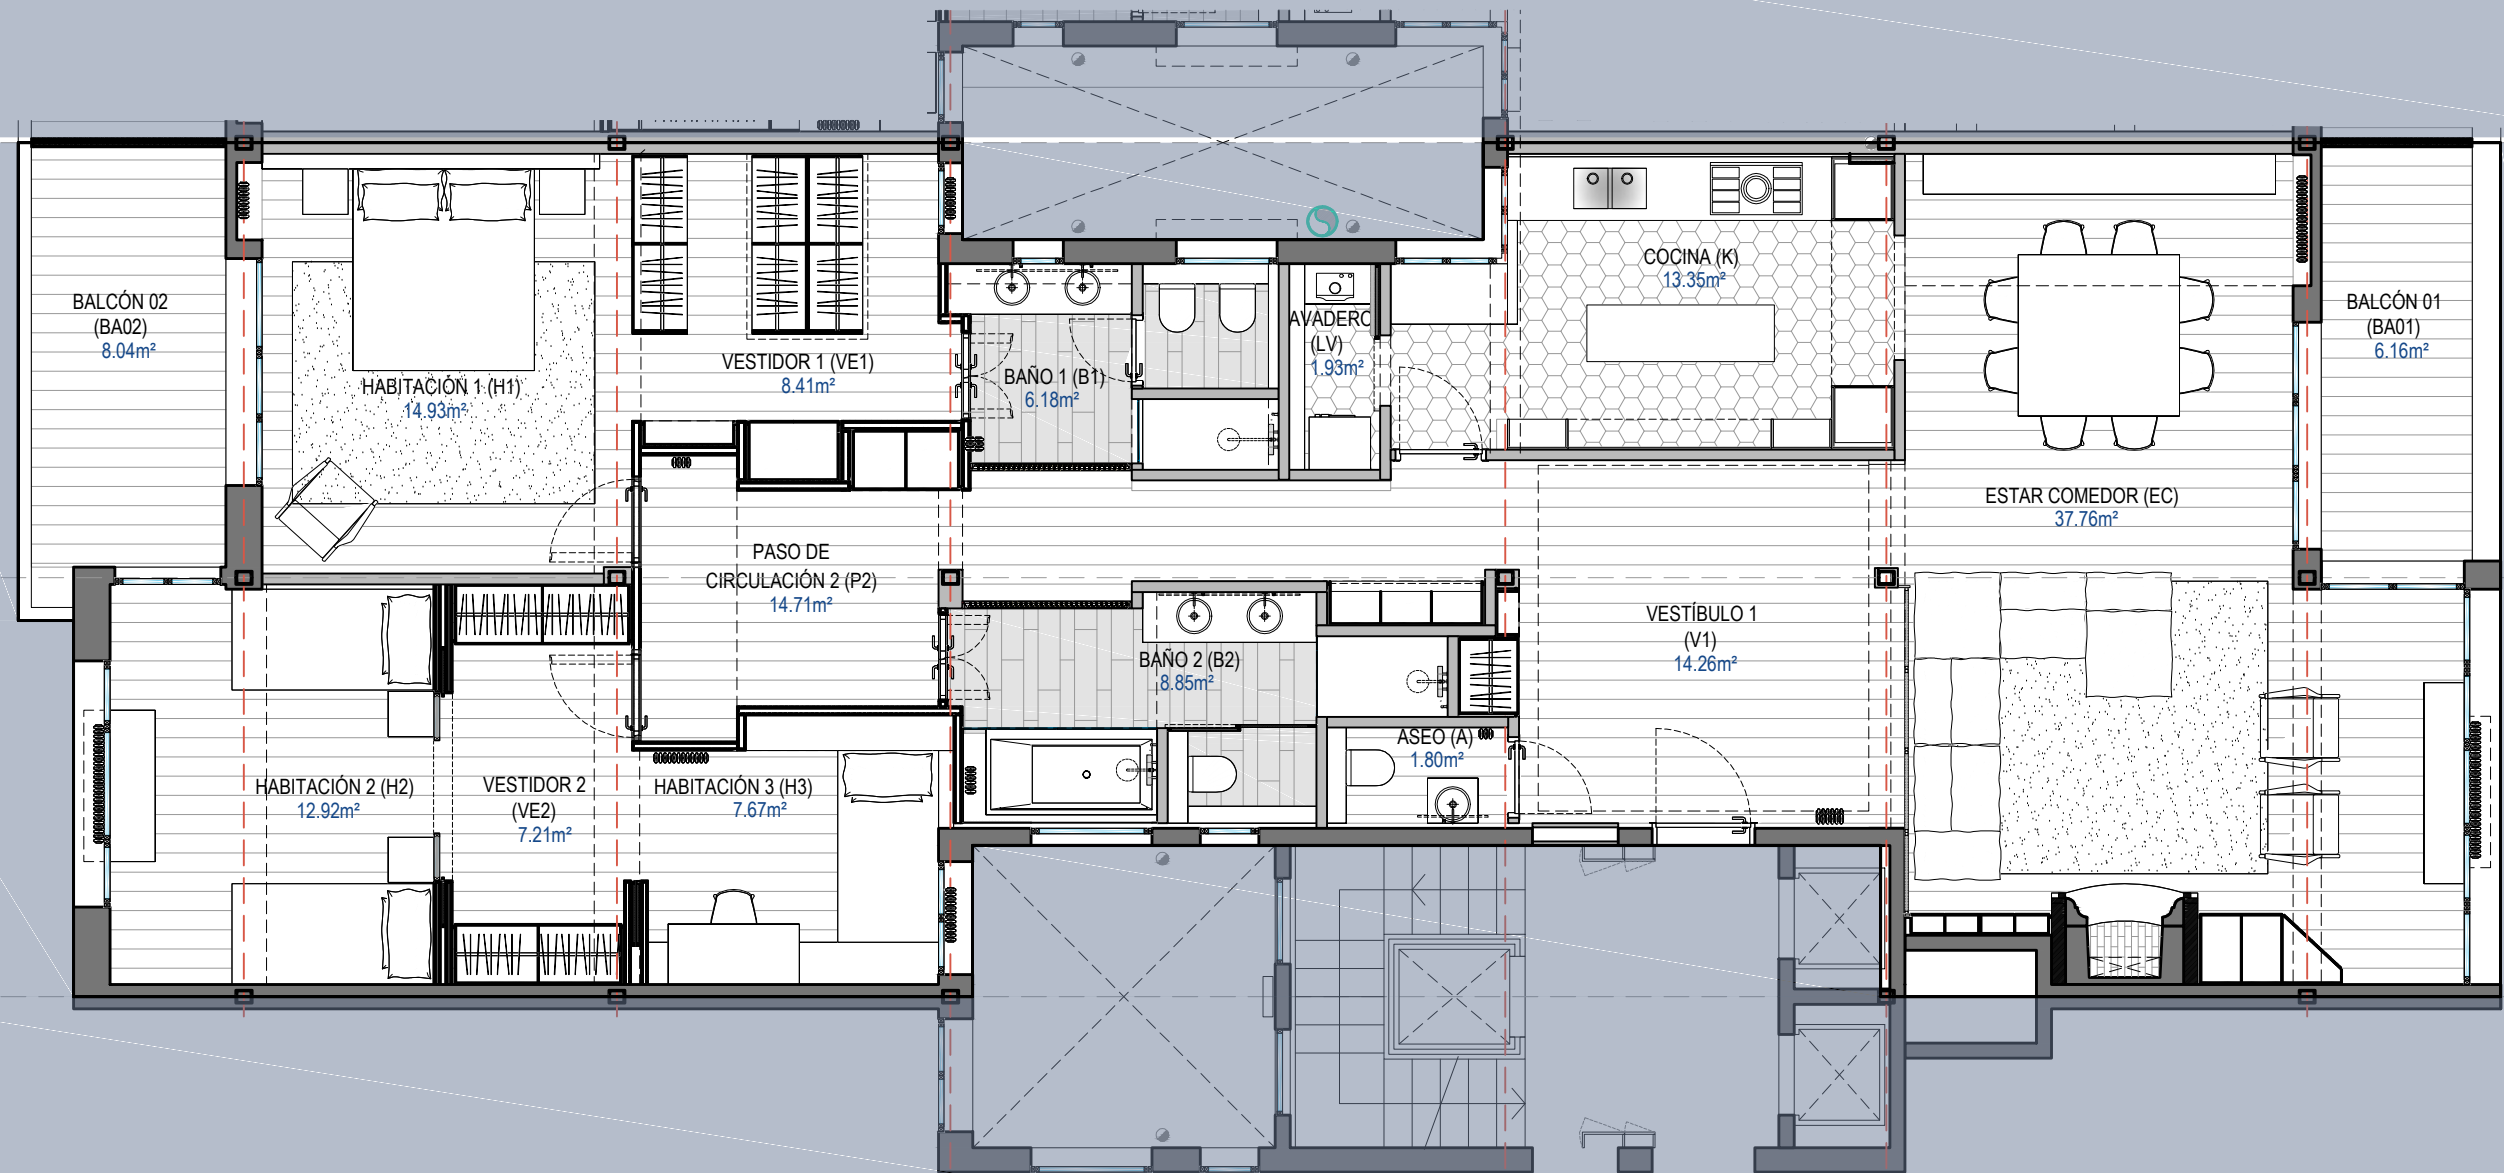 BALCÓN 02
(BA02)
8.04m²
HABITACIÓN 1 (H1)
14.93m²
VESTIDOR 1 (VE1)
8.41m²
BAÑO 1 (B1)
6.18m²
AVADERO
(LV)
1.93m²
COCINA (K)
13.35m²
BALCÓN 01
(BA01)
6.16m²
ESTAR COMEDOR (EC)
37.76m²
PASO DE
CIRCULACIÓN 2 (P2)
14.71m²
BAÑO 2 (B2)
8.85m²
VESTÍBULO 1
(V1)
14.26m²
ASEO (A)
1.80m²
HABITACIÓN 2 (H2)
12.92m²
VESTIDOR 2
(VE2)
7.21m²
HABITACIÓN 3 (H3)
7.67m²